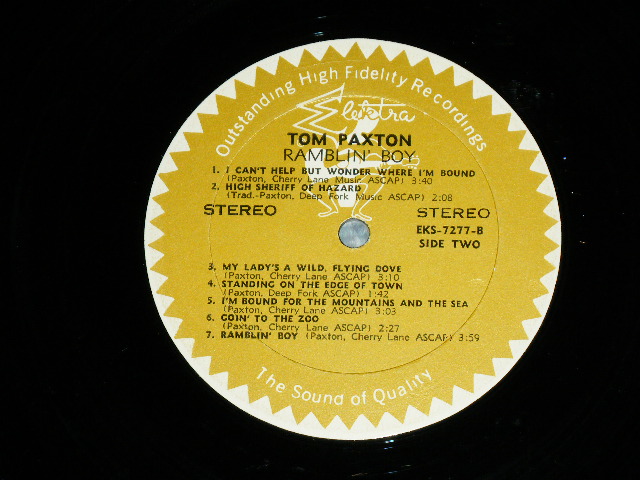 Outstanding High Fidelity Recordings
Elektra
TOM PAXTON
RAMBLIN' BOY
1. I CAN'T HELP BUT WONDER WHERE I'M BOUND
(Paxton, Cherry Lane Music ASCAP) 3:40
2. HIGH SHERIFF OF HAZARD
(Trad.-Paxton, Deep Fork Music ASCAP) 2:08
STEREO STEREO
EKS-7277-B
SIDE TWO
3. MY LADY'S A WILD, FLYING DOVE
(Paxton, Cherry Lane ASCAP) 3:10
4. STANDING ON THE EDGE OF TOWN
(Paxton, Deep Fork ASCAP) 1:42
5. I'M BOUND FOR THE MOUNTAINS AND THE SEA
(Paxton, Cherry Lane ASCAP) 3:03
6. GOIN' TO THE ZOO
(Paxton, Cherry Lane ASCAP) 2:27
7. RAMBLIN' BOY (Paxton, Cherry Lane ASCAP) 3:59
The Sound of Quality